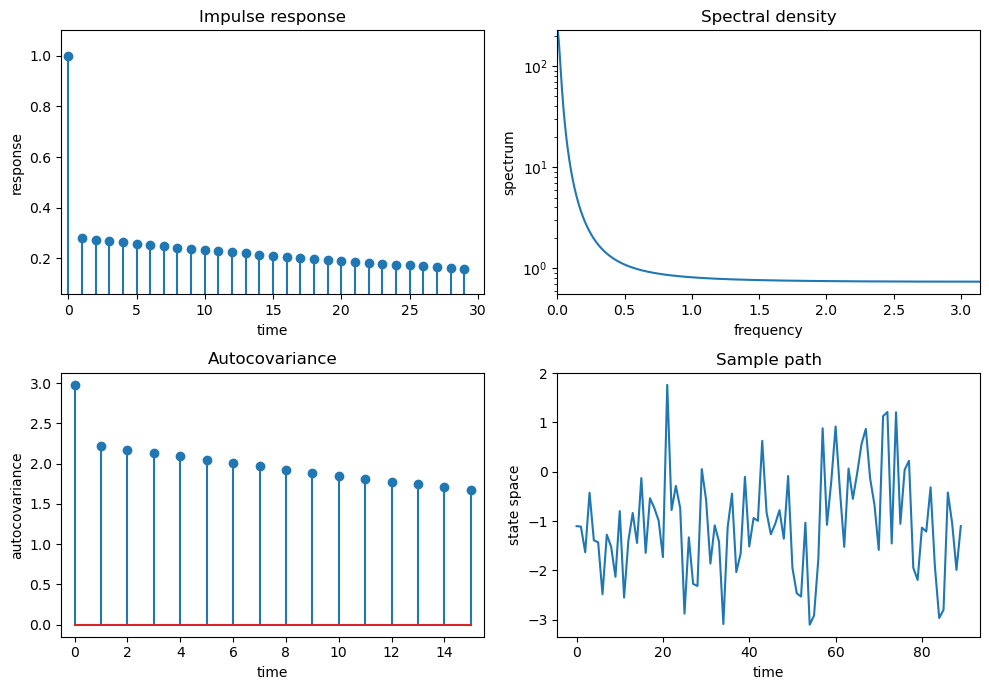 Impulse response
1.0
0.8
0.6
0.4
0.2
response
0 5 10 15 20 25 30
time
Spectral density
10²
10¹
10⁰
spectrum
0.0 0.5 1.0 1.5 2.0 2.5 3.0
frequency
Autocovariance
3.0
2.5
2.0
1.5
1.0
0.5
0.0
autocovariance
0 2 4 6 8 10 12 14
time
Sample path
2
1
0
−1
−2
−3
state space
0 20 40 60 80
time